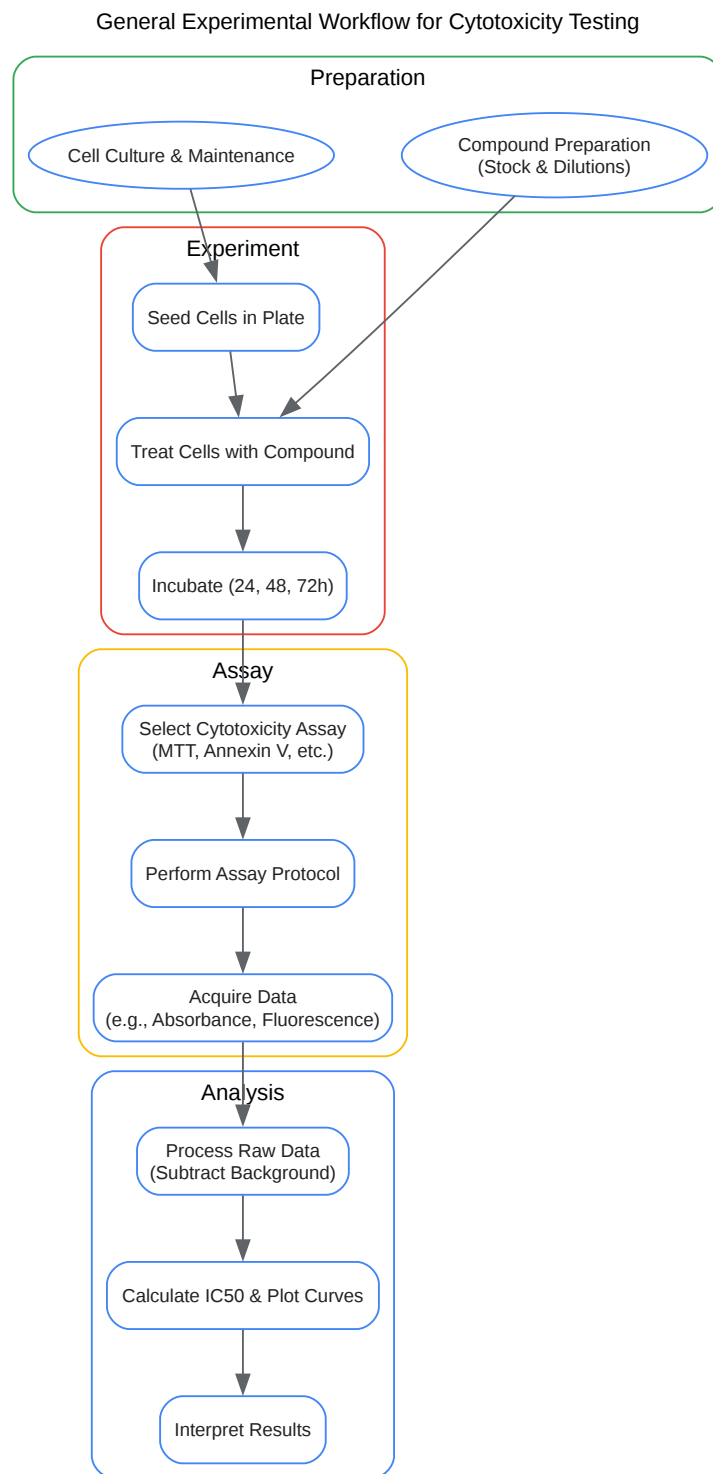 General Experimental Workflow for Cytotoxicity Testing
Preparation
Cell Culture & Maintenance
Compound Preparation
(Stock & Dilutions)
Experiment
Seed Cells in Plate
Treat Cells with Compound
Incubate (24, 48, 72h)
Assay
Select Cytotoxicity Assay
(MTT, Annexin V, etc.)
Perform Assay Protocol
Acquire Data
(e.g., Absorbance, Fluorescence)
Analysis
Process Raw Data
(Subtract Background)
Calculate IC50 & Plot Curves
Interpret Results